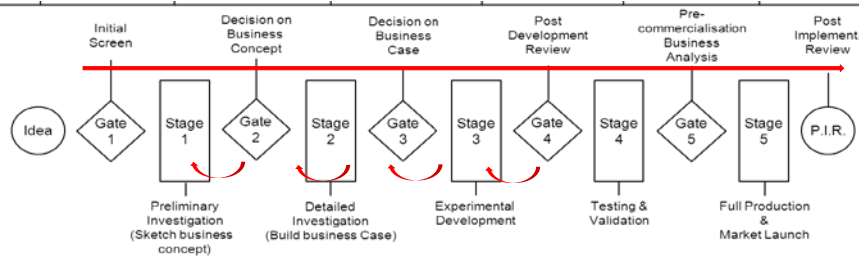 Initial
Screen
Decision on
Business
Concept
Decision on
Business
Case
Post
Development
Review
Pre-
commercialisation
Business
Analysis
Post
Implement.
Review
Idea
Gate
1
Stage
1
Gate
2
Stage
2
Gate
3
Stage
3
Gate
4
Stage
4
Gate
5
Stage
5
P.I.R.
Preliminary
Investigation
(Sketch business
concept)
Detailed
Investigation
(Build business Case)
Experimental
Development
Testing &
Validation
Full Production
&
Market Launch